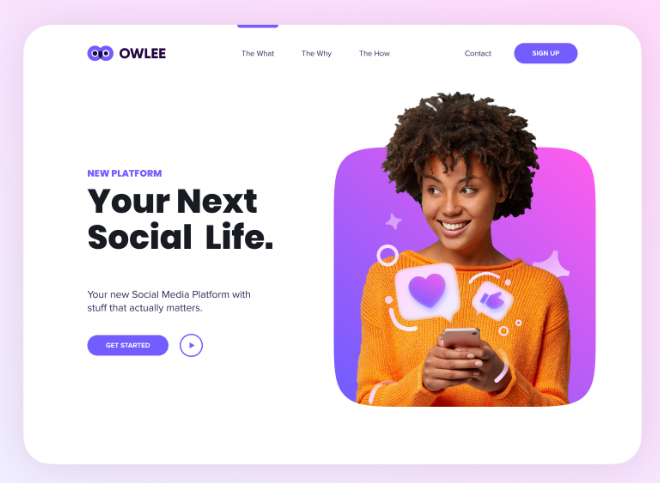 OWLEE
The What
The Why
The How
Contact
SIGN UP
NEW PLATFORM
Your Next
Social Life.
Your new Social Media Platform with
stuff that actually matters.
GET STARTED